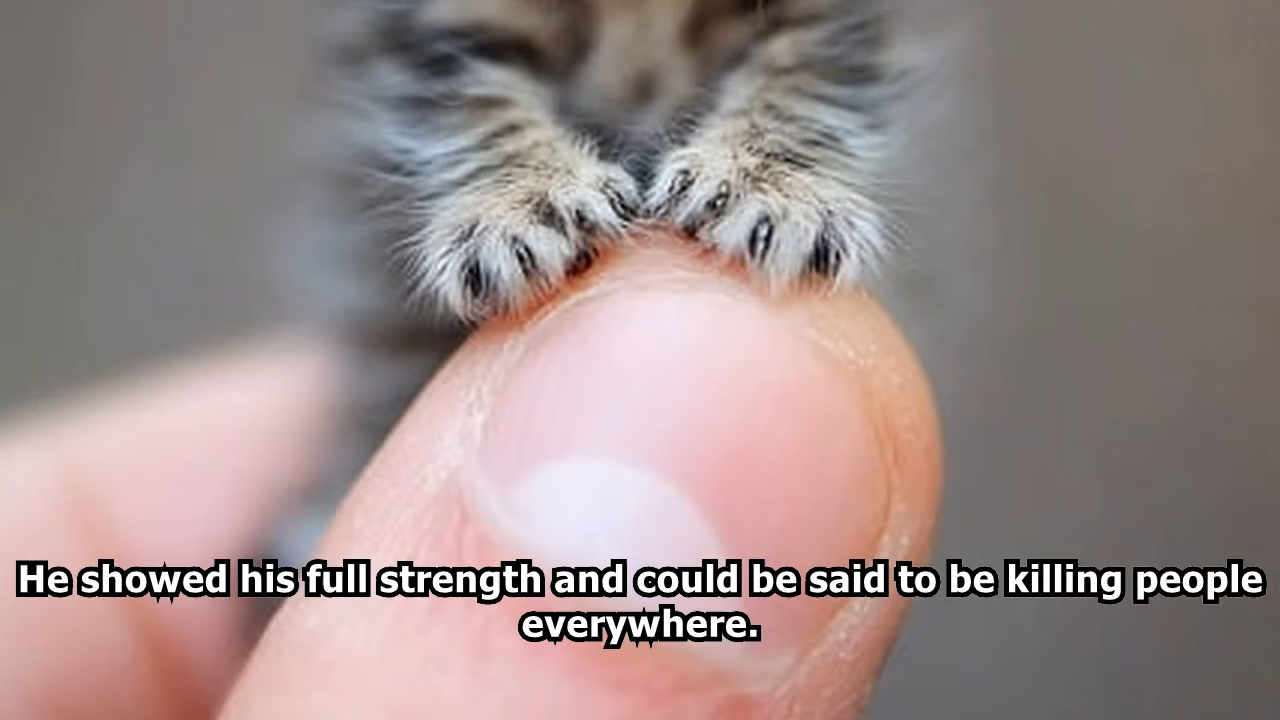 He showed his full strength and could be said to be killing people
everywhere.